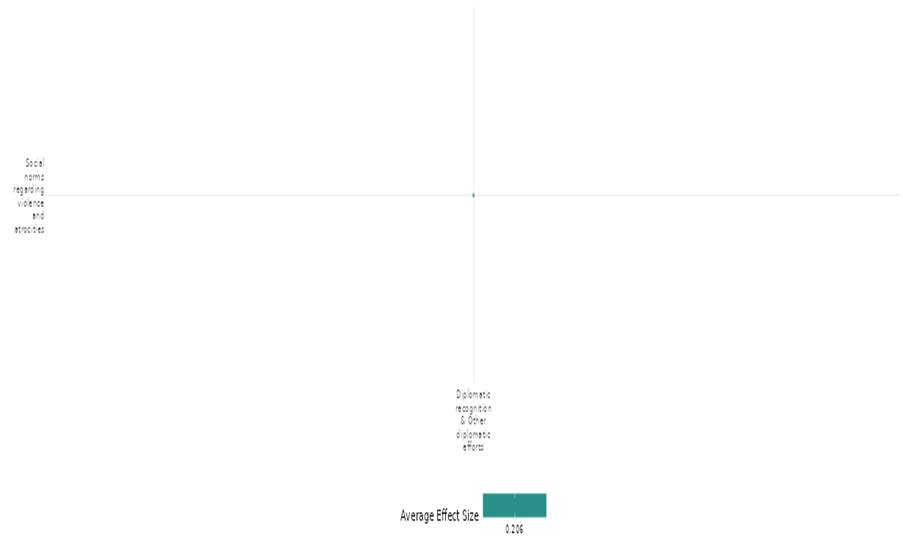 Social
norms
regarding
violence
and
atrocities
Diplomatic
recognition
& Other
diplomatic
efforts
Average Effect Size
0.206